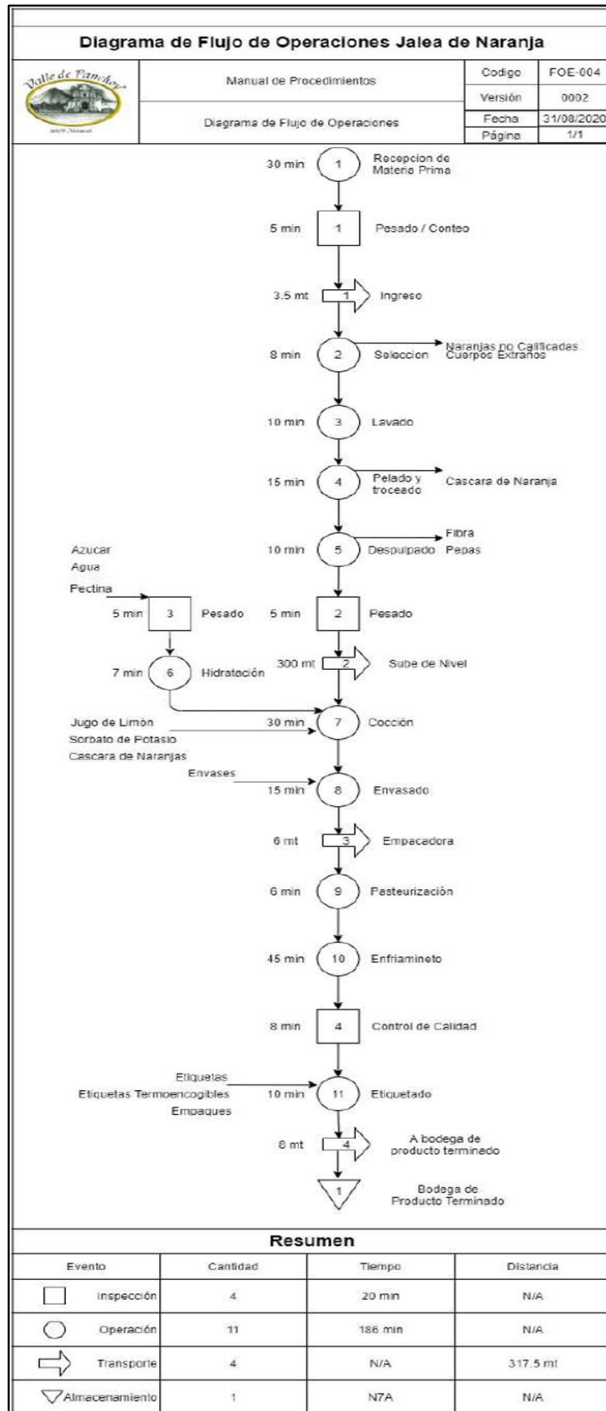 Diagrama de Flujo de Operaciones Jalea de Naranja
Valle de Panchoy
100% Natural
Manual de Procedimientos
Codigo FOE-004
Versión 0002
Diagrama de Flujo de Operaciones
Fecha 31/08/2020
Página 1/1
30 min 1 Recepcion de
Materia Prima
5 min 1 Pesado / Conteo
3.5 mt 1 Ingreso
8 min 2 Seleccion Naranjas no Calificadas
Cuerpos Extraños
10 min 3 Lavado
15 min 4 Pelado y
troceado
Cascara de Naranja
10 min 5 Despulpado Fibra
Pepas
Azucar
Agua
Pectina
5 min 3 Pesado
5 min 2 Pesado
300 mt 2 Sube de Nivel
7 min 6 Hidratación
Jugo de Limón
Sorbato de Potasio
Cascara de Naranjas
30 min 7 Cocción
Envases
15 min 8 Envasado
6 mt 3 Empacadora
6 min 9 Pasteurización
45 min 10 Enfriamineto
8 min 4 Control de Calidad
Etiquetas
Etiquetas Termoencogibles
Empaques
10 min 11 Etiquetado
8 mt 4 A bodega de
producto terminado
1 Bodega de
Producto Terminado
Resumen
Evento Cantidad Tiempo Distancia
Inspección 4 20 min N/A
Operación 11 186 min N/A
Transporte 4 N/A 317.5 mt
Almacenamiento 1 N7A N/A